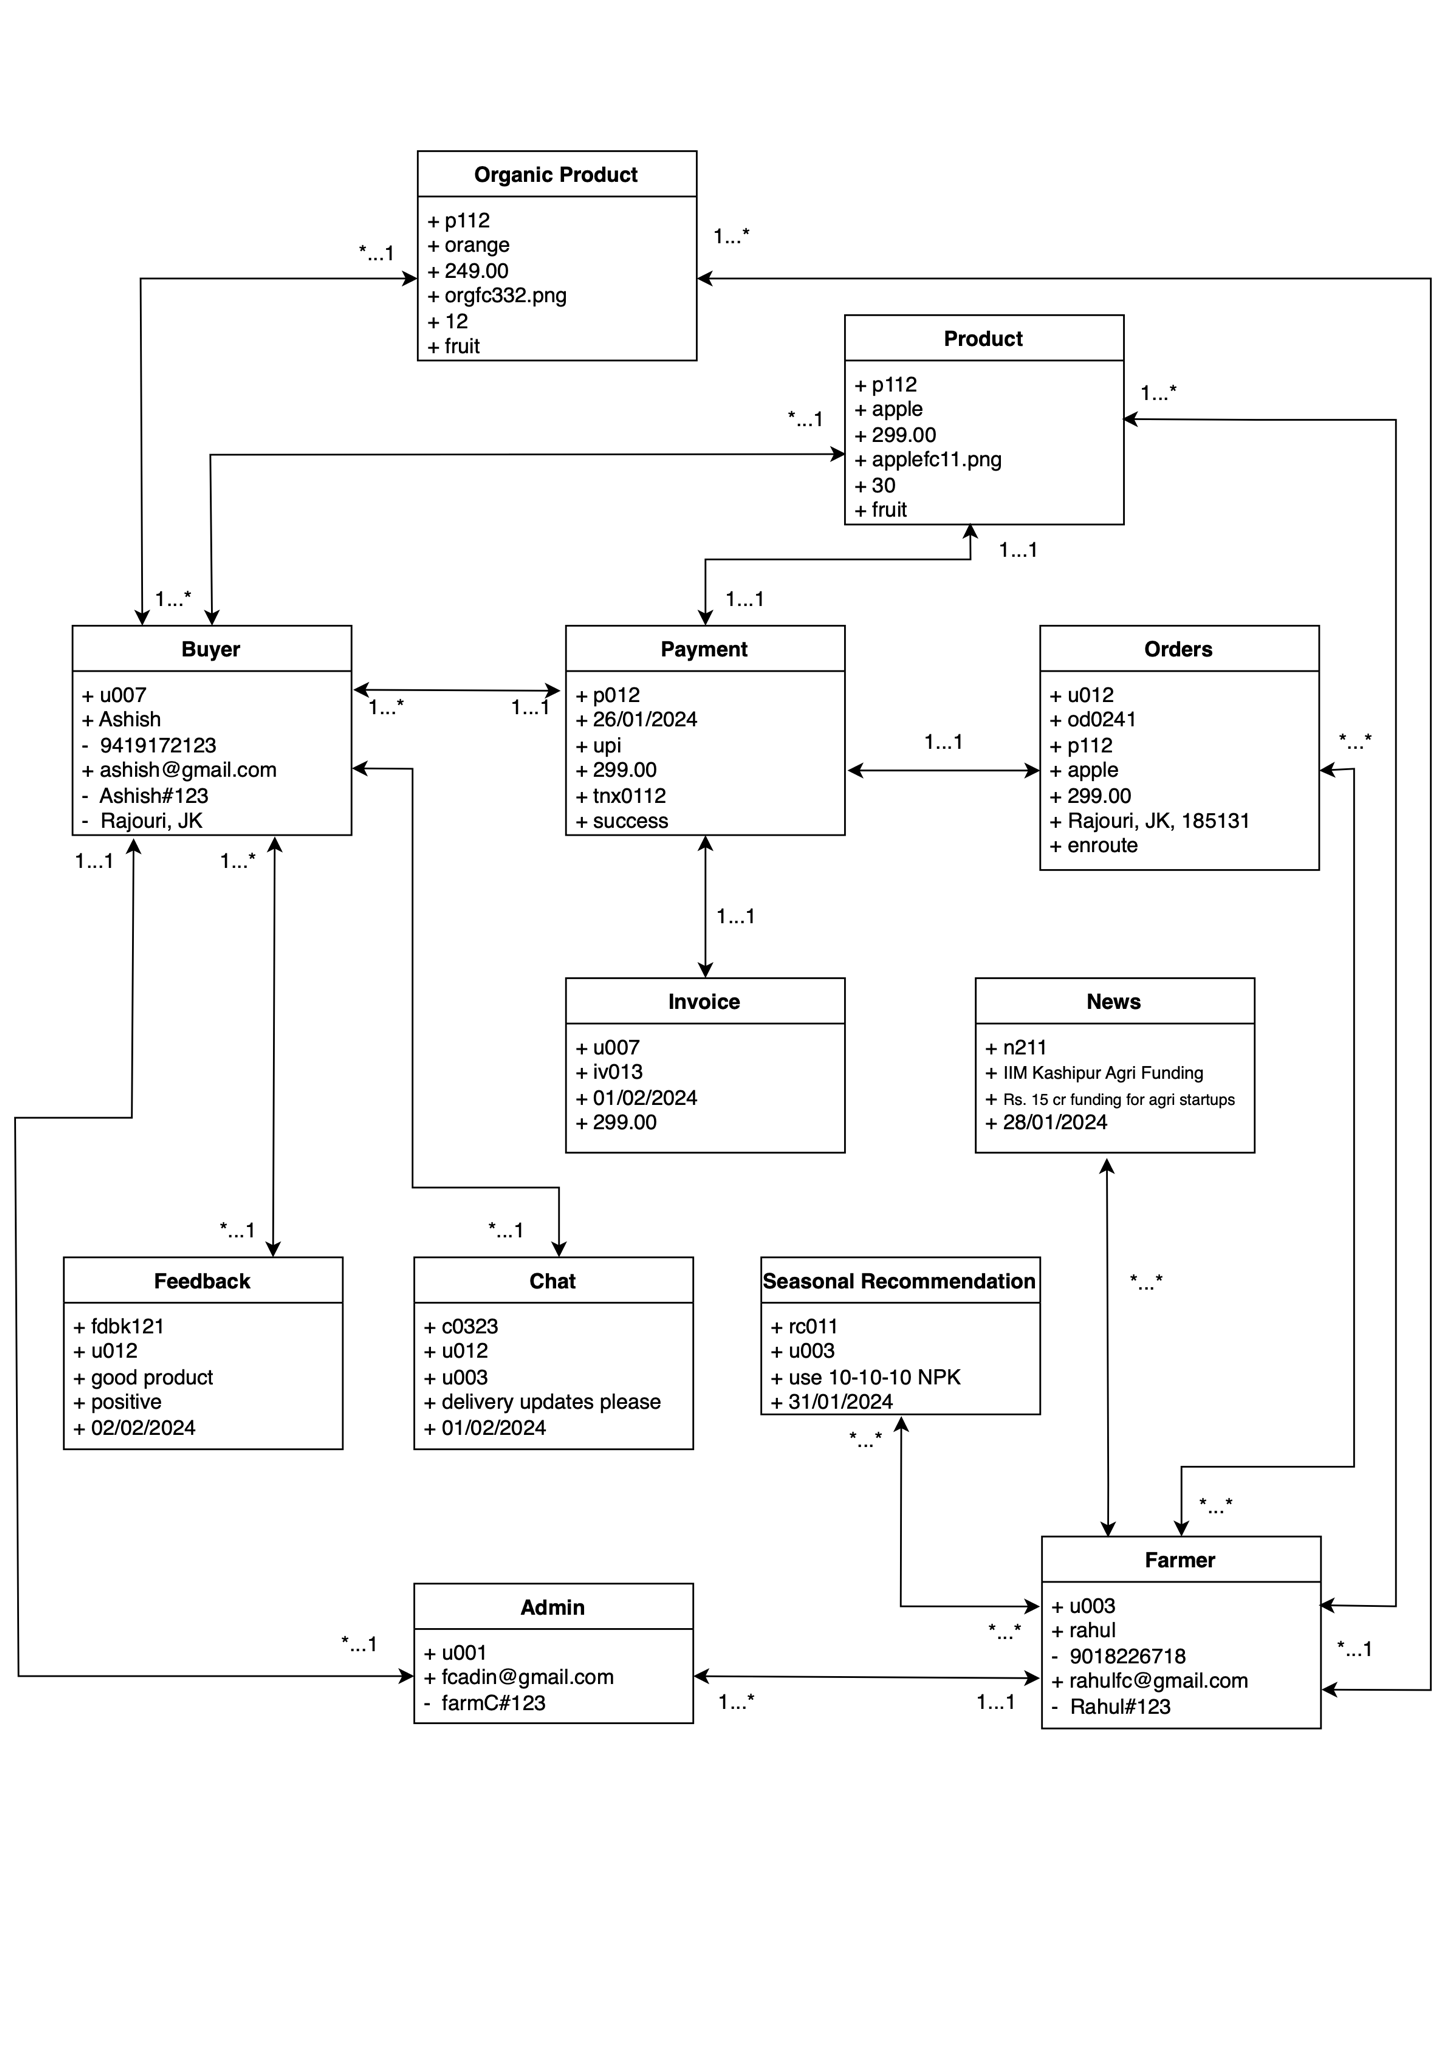 Organic Product
+ p112
+ orange
+ 249.00
+ orgfc332.png
+ 12
+ fruit
*...1
1...*
Product
+ p112
+ apple
+ 299.00
+ applefc11.png
+ 30
+ fruit
*...1
1...*
1...1
1...1
1...*
Buyer
+ u007
+ Ashish
- 9419172123
+ ashish@gmail.com
- Ashish#123
- Rajouri, JK
1...*
1...1
Payment
+ p012
+ 26/01/2024
+ upi
+ 299.00
+ tnx0112
+ success
1...1
Orders
+ u012
+ od0241
+ p112
+ apple
+ 299.00
+ Rajouri, JK, 185131
+ enroute
*...*
1...1
1...*
1...1
Invoice
+ u007
+ iv013
+ 01/02/2024
+ 299.00
News
+ n211
+ IIM Kashipur Agri Funding
+ Rs. 15 cr funding for agri startups
+ 28/01/2024
*...1
*...1
*...*
Feedback
+ fdbk121
+ u012
+ good product
+ positive
+ 02/02/2024
Chat
+ c0323
+ u012
+ u003
+ delivery updates please
+ 01/02/2024
Seasonal Recommendation
+ rc011
+ u003
+ use 10-10-10 NPK
+ 31/01/2024
*...*
*...*
Farmer
+ u003
+ rahul
- 9018226718
+ rahulfc@gmail.com
- Rahul#123
*...*
*...1
Admin
+ u001
+ fcadin@gmail.com
- farmC#123
*...1
1...*
1...1